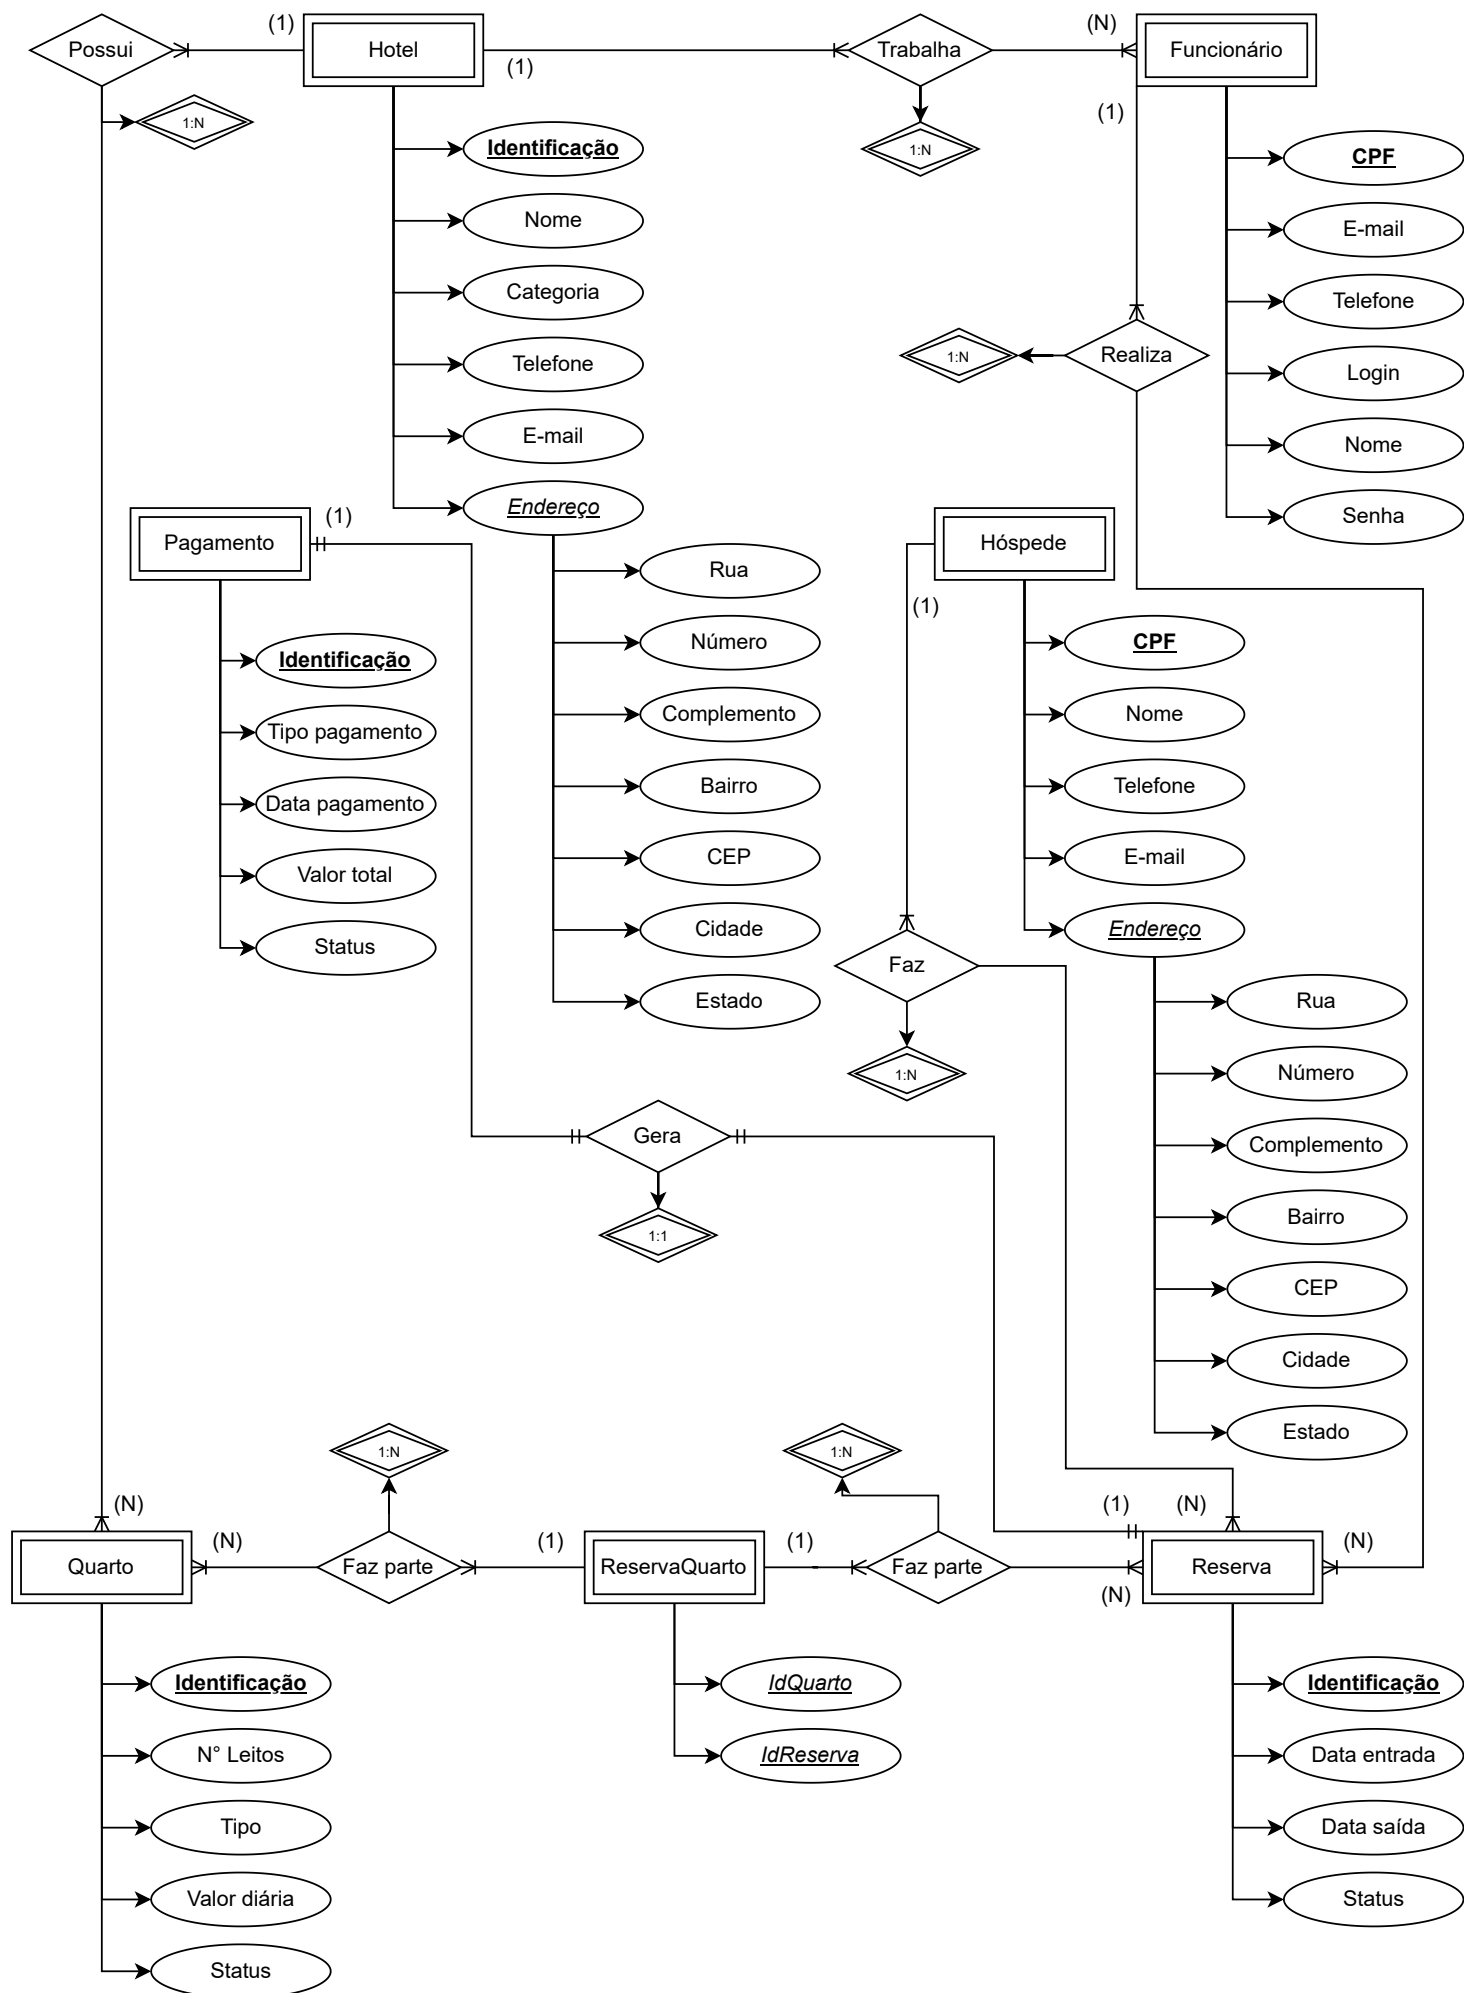 (1)
(N)
Possui
Hotel
Trabalha
Funcionário
(1)
(1)
1:N
1:N
Identificação
CPF
Nome
E-mail
Categoria
Telefone
Telefone
1:N
Realiza
Login
E-mail
Nome
Endereço
Senha
(1)
Pagamento
Hóspede
Rua
(1)
Número
CPF
Identificação
Complemento
Nome
Tipo pagamento
Bairro
Telefone
Data pagamento
CEP
E-mail
Valor total
Cidade
Endereço
Status
Faz
Estado
Rua
1:N
Número
Gera
Complemento
1:1
Bairro
CEP
Cidade
Estado
1:N
1:N
(N)
(1)
(N)
(N)
(1)
(1)
(N)
Quarto
Faz parte
ReservaQuarto
Faz parte
Reserva
(N)
Identificação
IdQuarto
Identificação
N° Leitos
IdReserva
Data entrada
Tipo
Data saída
Valor diária
Status
Status